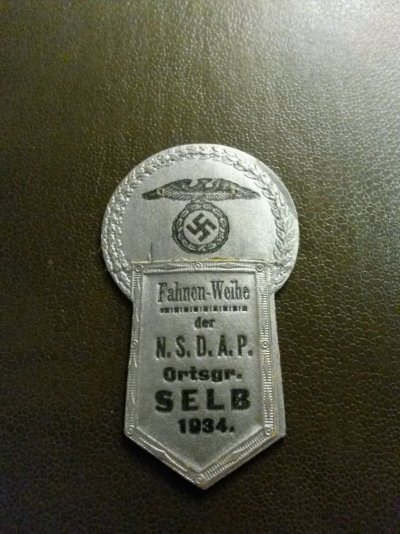 Fahnen-Weihe
der
N. S. D. A. P.
Ortsgr.
SELB
1934.